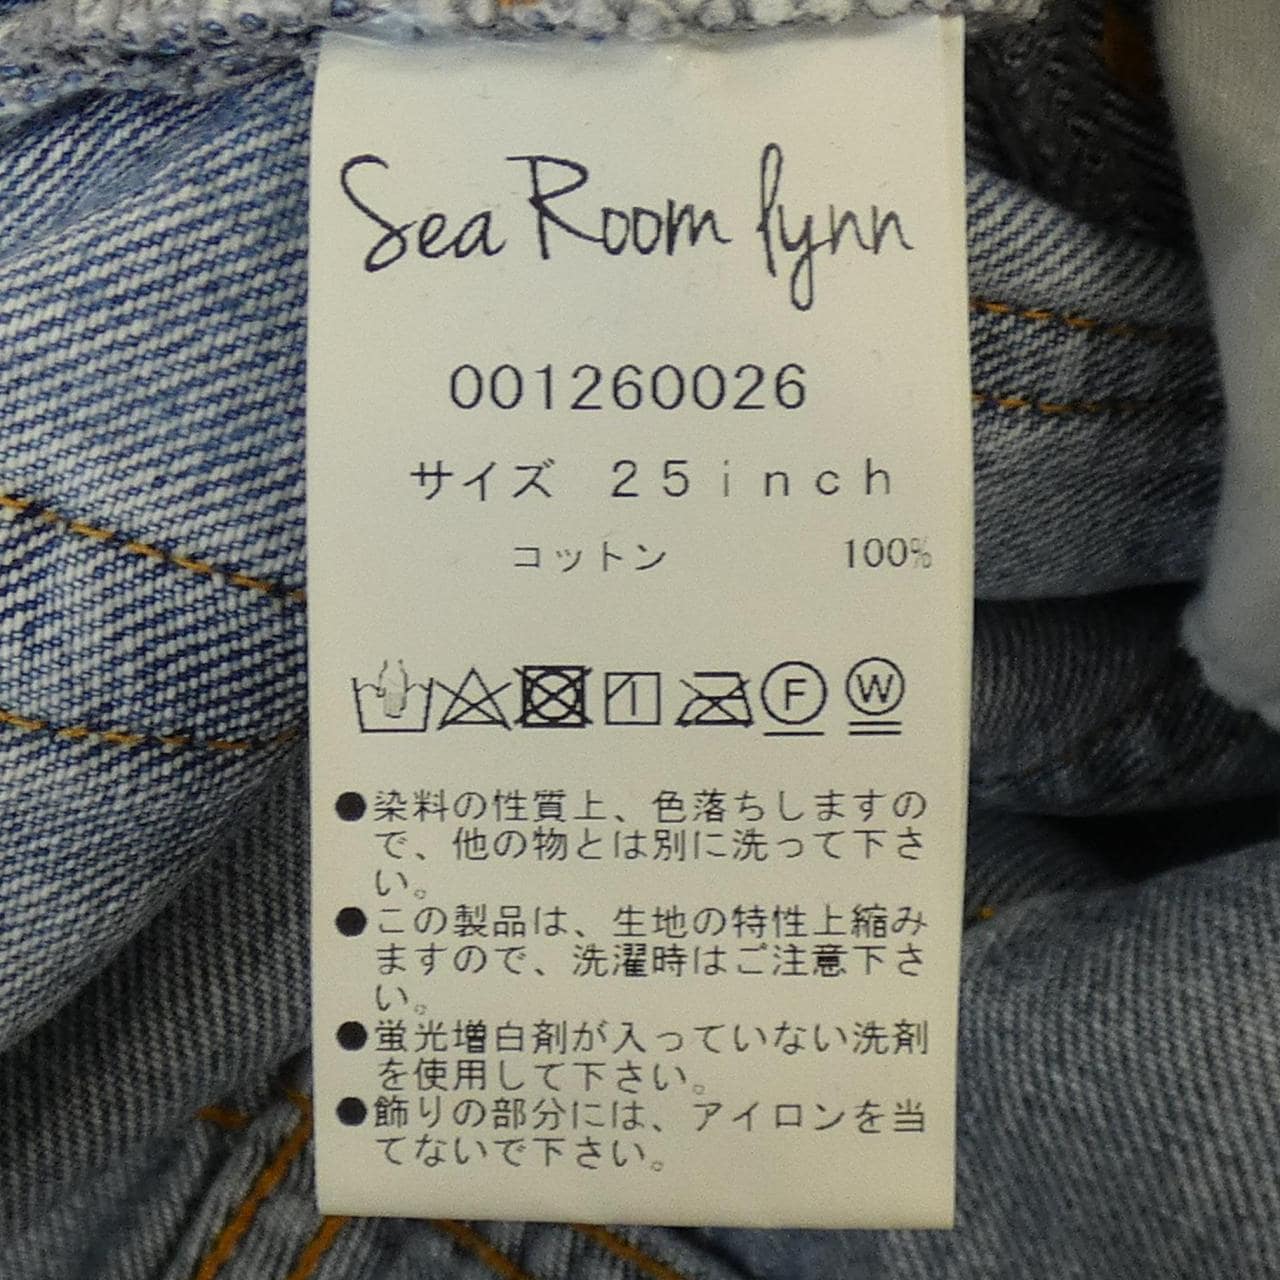 Sea Room lynn
001260026
サイズ 25inch
コットン 100%
F W
●染料の性質上、色落ちしますの
で、他の物とは別に洗って下さ
い。
●この製品は、生地の特性上縮み
ますので、洗濯時はご注意下さ
い。
●蛍光増白剤が入っていない洗剤
を使用して下さい。
●飾りの部分には、アイロンを当
てないで下さい。